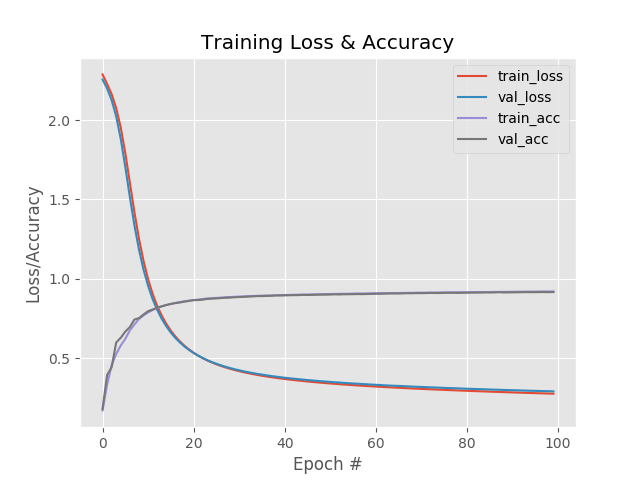 Training Loss & Accuracy
train_loss
val_loss
train_acc
val_acc
2.0
1.5
1.0
0.5
Loss/Accuracy
0
20
40
60
80
100
Epoch #